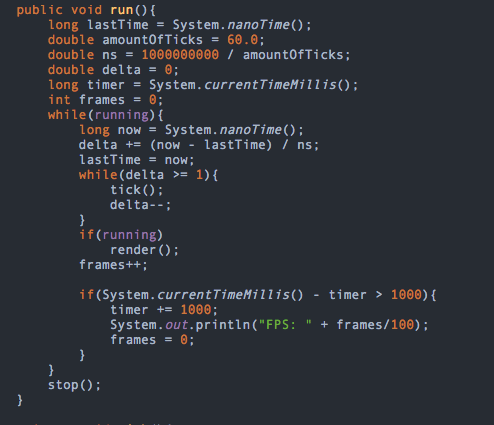 public void run(){
    long lastTime = System.nanoTime();
    double amountOfTicks = 60.0;
    double ns = 1000000000 / amountOfTicks;
    double delta = 0;
    long timer = System.currentTimeMillis();
    int frames = 0;
    while(running){
        long now = System.nanoTime();
        delta += (now - lastTime) / ns;
        lastTime = now;
        while(delta >= 1){
            tick();
            delta--;
        }
        if(running)
            render();
        frames++;

        if(System.currentTimeMillis() - timer > 1000){
            timer += 1000;
            System.out.println("FPS: " + frames/100);
            frames = 0;
        }
    }
    stop();
}